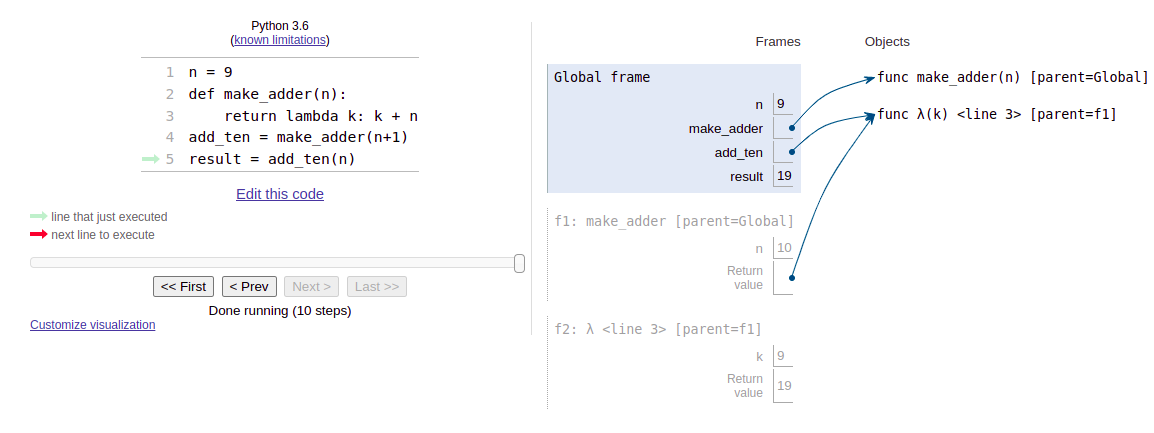 Python 3.6
(known limitations)
1 n = 9
2 def make_adder(n):
3     return lambda k: k + n
4 add_ten = make_adder(n+1)
5 result = add_ten(n)
Edit this code
line that just executed
next line to execute
<< First < Prev Next > Last >>
Done running (10 steps)
Customize visualization
Frames Objects
Global frame
n 9
make_adder
add_ten
result 19
func make_adder(n) [parent=Global]
func λ(k) <line 3> [parent=f1]
f1: make_adder [parent=Global]
n 10
Return
value
f2: λ <line 3> [parent=f1]
k 9
Return
value 19